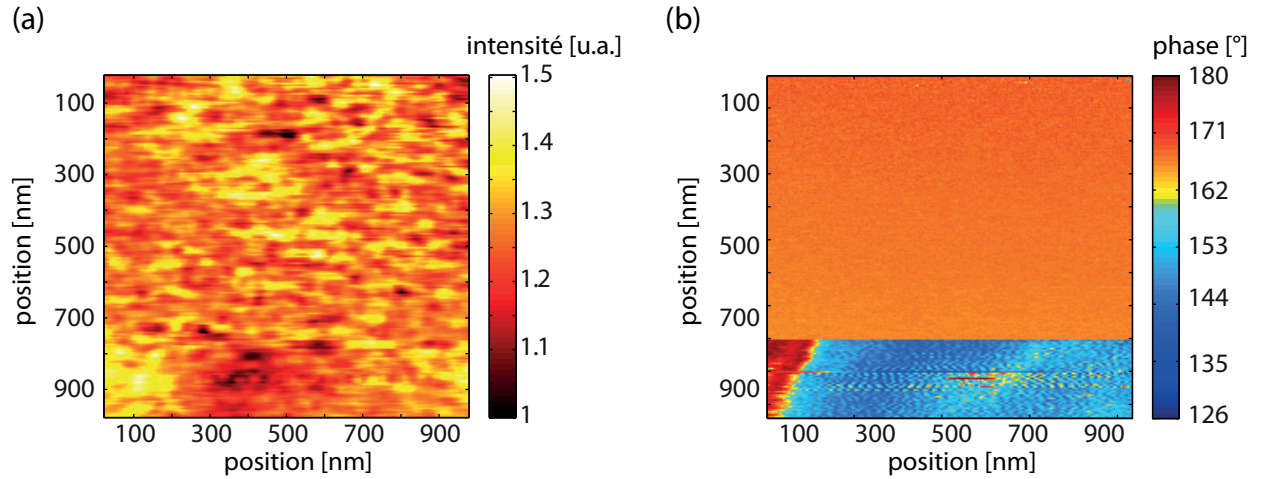 (a)
intensité [u.a.]
1.5
1.4
1.3
1.2
1.1
1
position [nm]
100
300
500
700
900
100 300 500 700 900
position [nm]
(b)
phase [°]
180
171
162
153
144
135
126
position [nm]
100
300
500
700
900
100 300 500 700 900
position [nm]